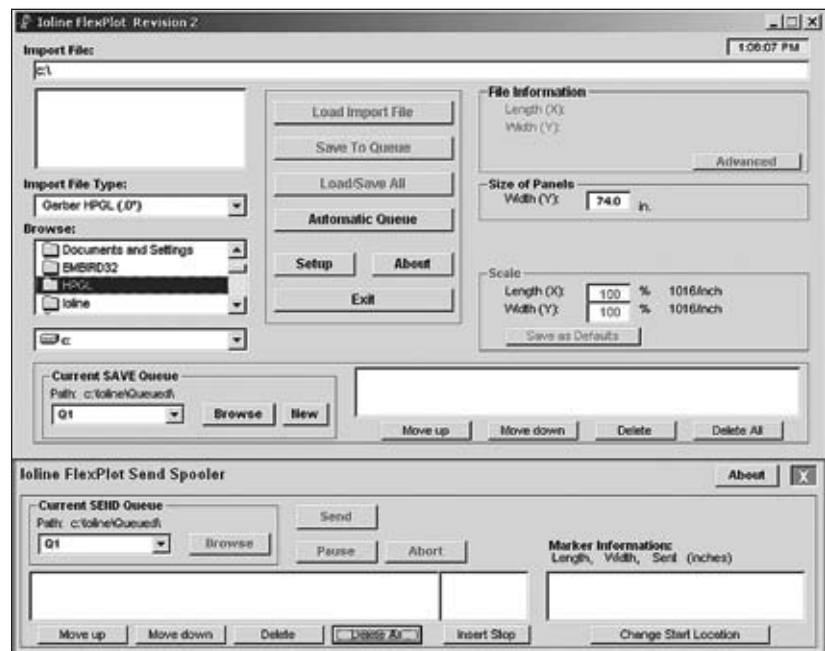 Ioline FlexPlot Revision 2
1:06:07 PM
Import File:
c:\
Load Import File
Save To Queue
Load/Save All
Automatic Queue
Setup
About
Exit
File Information
Length (X):
Width (Y):
Advanced
Import File Type:
Gerber HPGL (.0*)
Size of Panels
Width (Y):
74.0
in.
Browse:
Documents and Settings
EMBIRD32
HPGL
Ioline
c:
Scale
Length (X): 100 % 1016/inch
Width (Y): 100 % 1016/inch
Save as Defaults
Current SAVE Queue
Path: c:\Ioline\Queued\
Q1
Browse
New
Move up
Move down
Delete
Delete All
Ioline FlexPlot Send Spooler
About
X
Current SEND Queue
Path: c:\Ioline\Queued\
Q1
Browse
Send
Pause
Abort
Marker Information:
Length, Width, Sent (inches)
Move up
Move down
Delete
Delete All
Insert Stop
Change Start Location